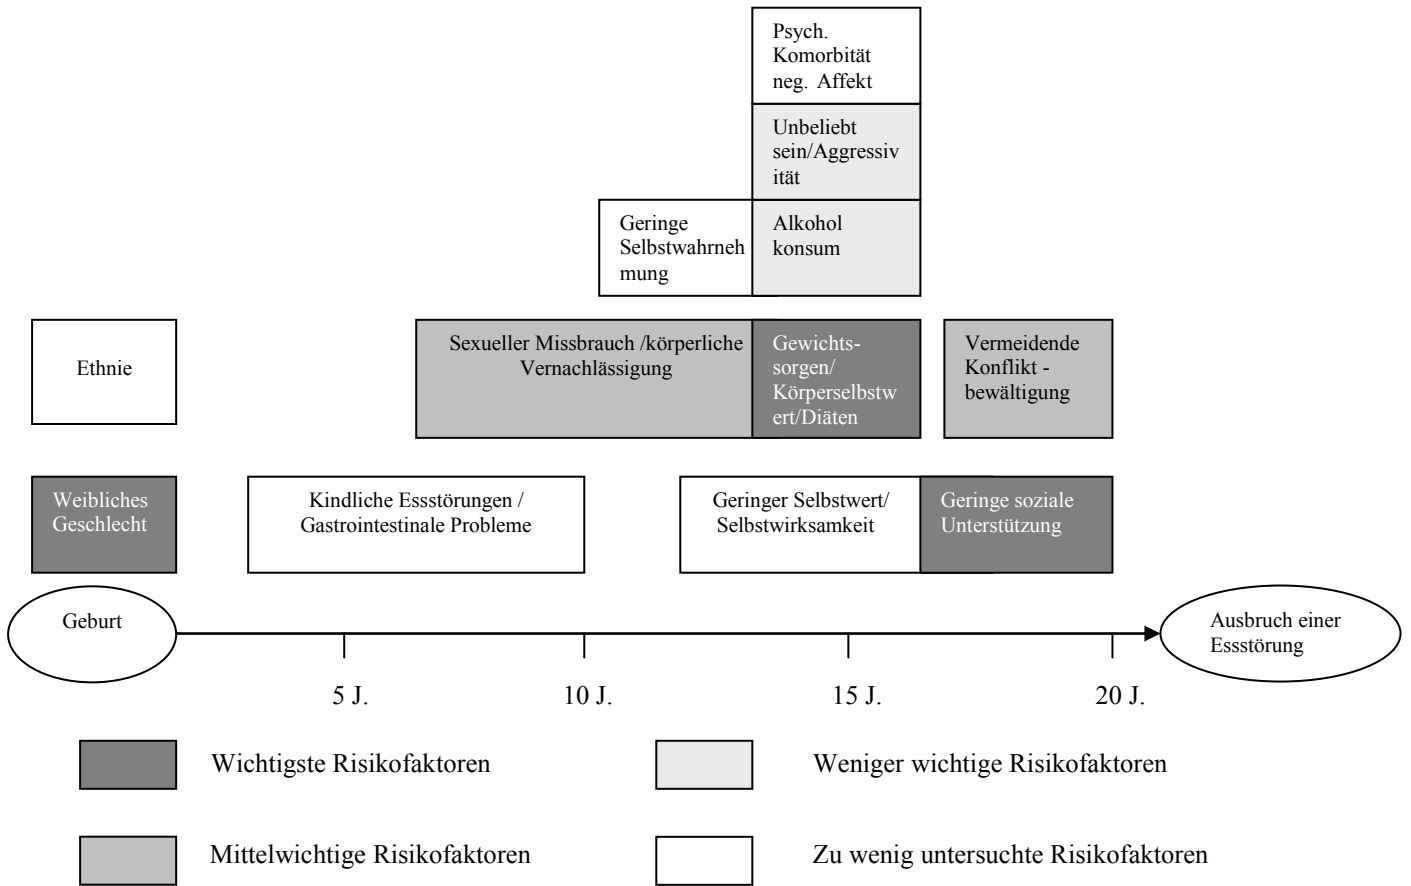 Psych.
Komorbität
neg. Affekt
Unbeliebt
sein/Aggressiv
ität
Geringe
Selbstwahrneh
mung
Alkohol
konsum
Ethnie
Sexueller Missbrauch /körperliche
Vernachlässigung
Gewichts-
sorgen/
Körperselbstw
ert/Diäten
Vermeidende
Konflikt -
bewältigung
Weibliches
Geschlecht
Kindliche Essstörungen /
Gastrointestinale Probleme
Geringer Selbstwert/
Selbstwirksamkeit
Geringe soziale
Unterstützung
Geburt
Ausbruch einer
Essstörung
5 J.
10 J.
15 J.
20 J.
Wichtigste Risikofaktoren
Weniger wichtige Risikofaktoren
Mittelwichtige Risikofaktoren
Zu wenig untersuchte Risikofaktoren